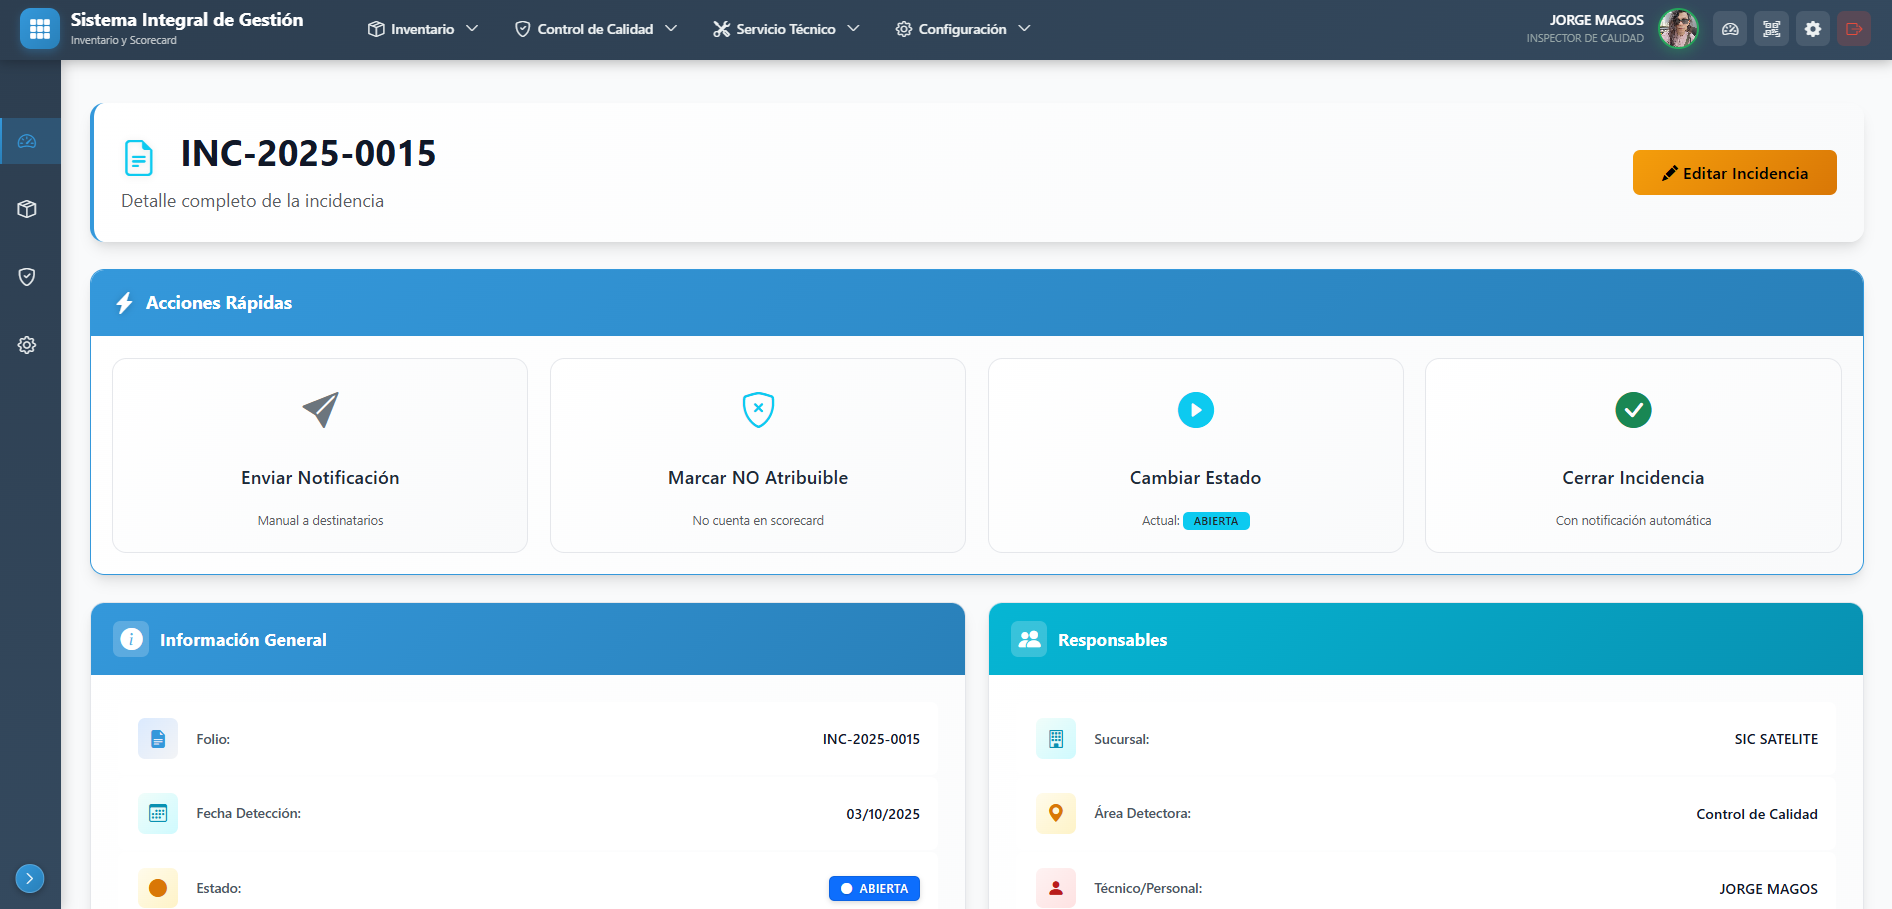 Sistema Integral de Gestión
Inventario y Scorecard
Inventario
Control de Calidad
Servicio Técnico
Configuración
JORGE MAGOS
INSPECTOR DE CALIDAD
INC-2025-0015
Detalle completo de la incidencia
Editar Incidencia
Acciones Rápidas
Enviar Notificación
Manual a destinatarios
Marcar NO Atribuible
No cuenta en scorecard
Cambiar Estado
Actual: ABIERTA
Cerrar Incidencia
Con notificación automática
Información General
Folio: INC-2025-0015
Fecha Detección: 03/10/2025
Estado: ABIERTA
Responsables
Sucursal: SIC SATELITE
Área Detectora: Control de Calidad
Técnico/Personal: JORGE MAGOS